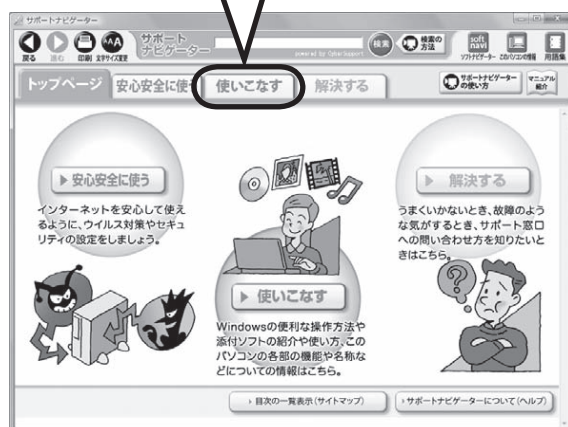 サポートナビゲーター
戻る
進む
印刷
文字サイズ変更
サポート
ナビゲーター
powered by CyberSupport
検索
検索の
方法
soft
navi
ソフトナビゲーター
このパソコンの情報
用語集
トップページ
安心安全に使う
使いこなす
解決する
サポートナビゲーター
の使い方
マニュアル
紹介
▶ 安心安全に使う
インターネットを安心して使え
るように、ウイルス対策やセキュ
リティの設定をしましょう。
▶ 使いこなす
Windowsの便利な操作方法や
添付ソフトの紹介や使い方、この
パソコンの各部の機能や名称な
どについての情報はこちら。
▶ 解決する
うまくいかないとき、故障のよう
な気がするとき、サポート窓口
への問い合わせ方を知りたいと
きはこちら。
› 目次の一覧表示(サイトマップ)
› サポートナビゲーターについて(ヘルプ)